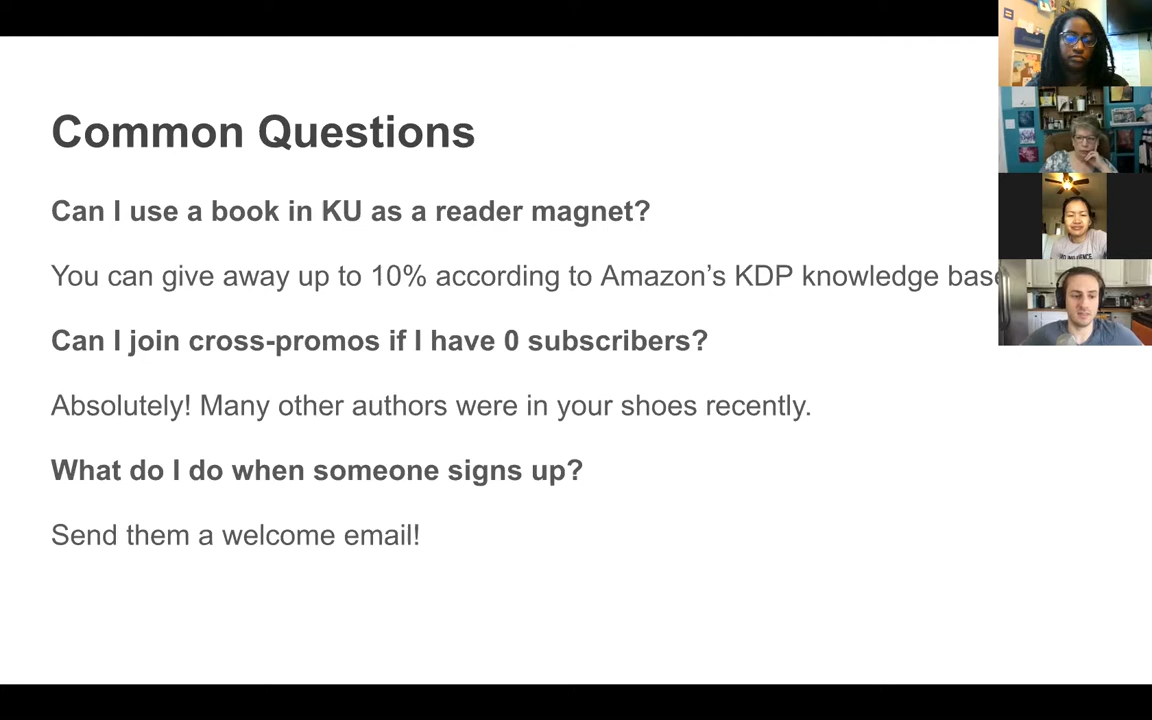 Common Questions
Can I use a book in KU as a reader magnet?
You can give away up to 10% according to Amazon’s KDP knowledge base
Can I join cross-promos if I have 0 subscribers?
Absolutely! Many other authors were in your shoes recently.
What do I do when someone signs up?
Send them a welcome email!